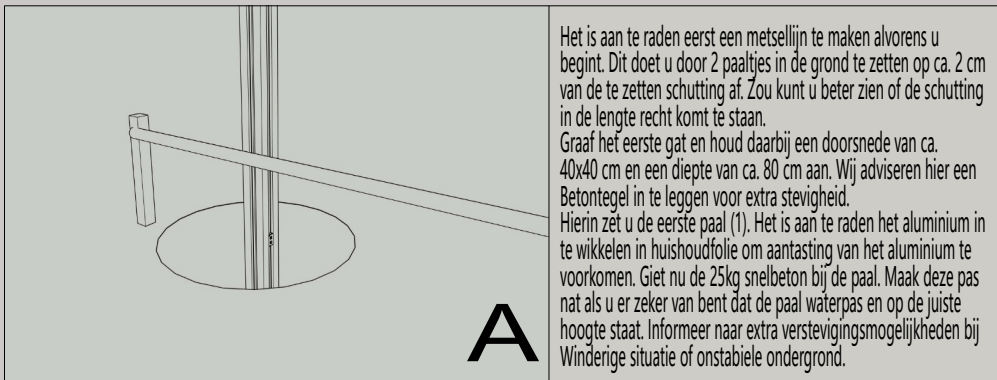 Het is aan te raden eerst een metsellijn te maken alvorens u
begint. Dit doet u door 2 paaltjes in de grond te zetten op ca. 2 cm
van de te zetten schutting af. Zou kunt u beter zien of de schutting
in de lengte recht komt te staan.
Graaf het eerste gat en houd daarbij een doorsnede van ca.
40x40 cm en een diepte van ca. 80 cm aan. Wij adviseren hier een
Betontegel in te leggen voor extra stevigheid.
Hierin zet u de eerste paal (1). Het is aan te raden het aluminium in
te wikkelen in huishoudfolie om aantasting van het aluminium te
voorkomen. Giet nu de 25kg snelbeton bij de paal. Maak deze pas
nat als u er zeker van bent dat de paal waterpas en op de juiste
hoogte staat. Informeer naar extra verstevigingsmogelijkheden bij
Winderige situatie of onstabiele ondergrond.
A